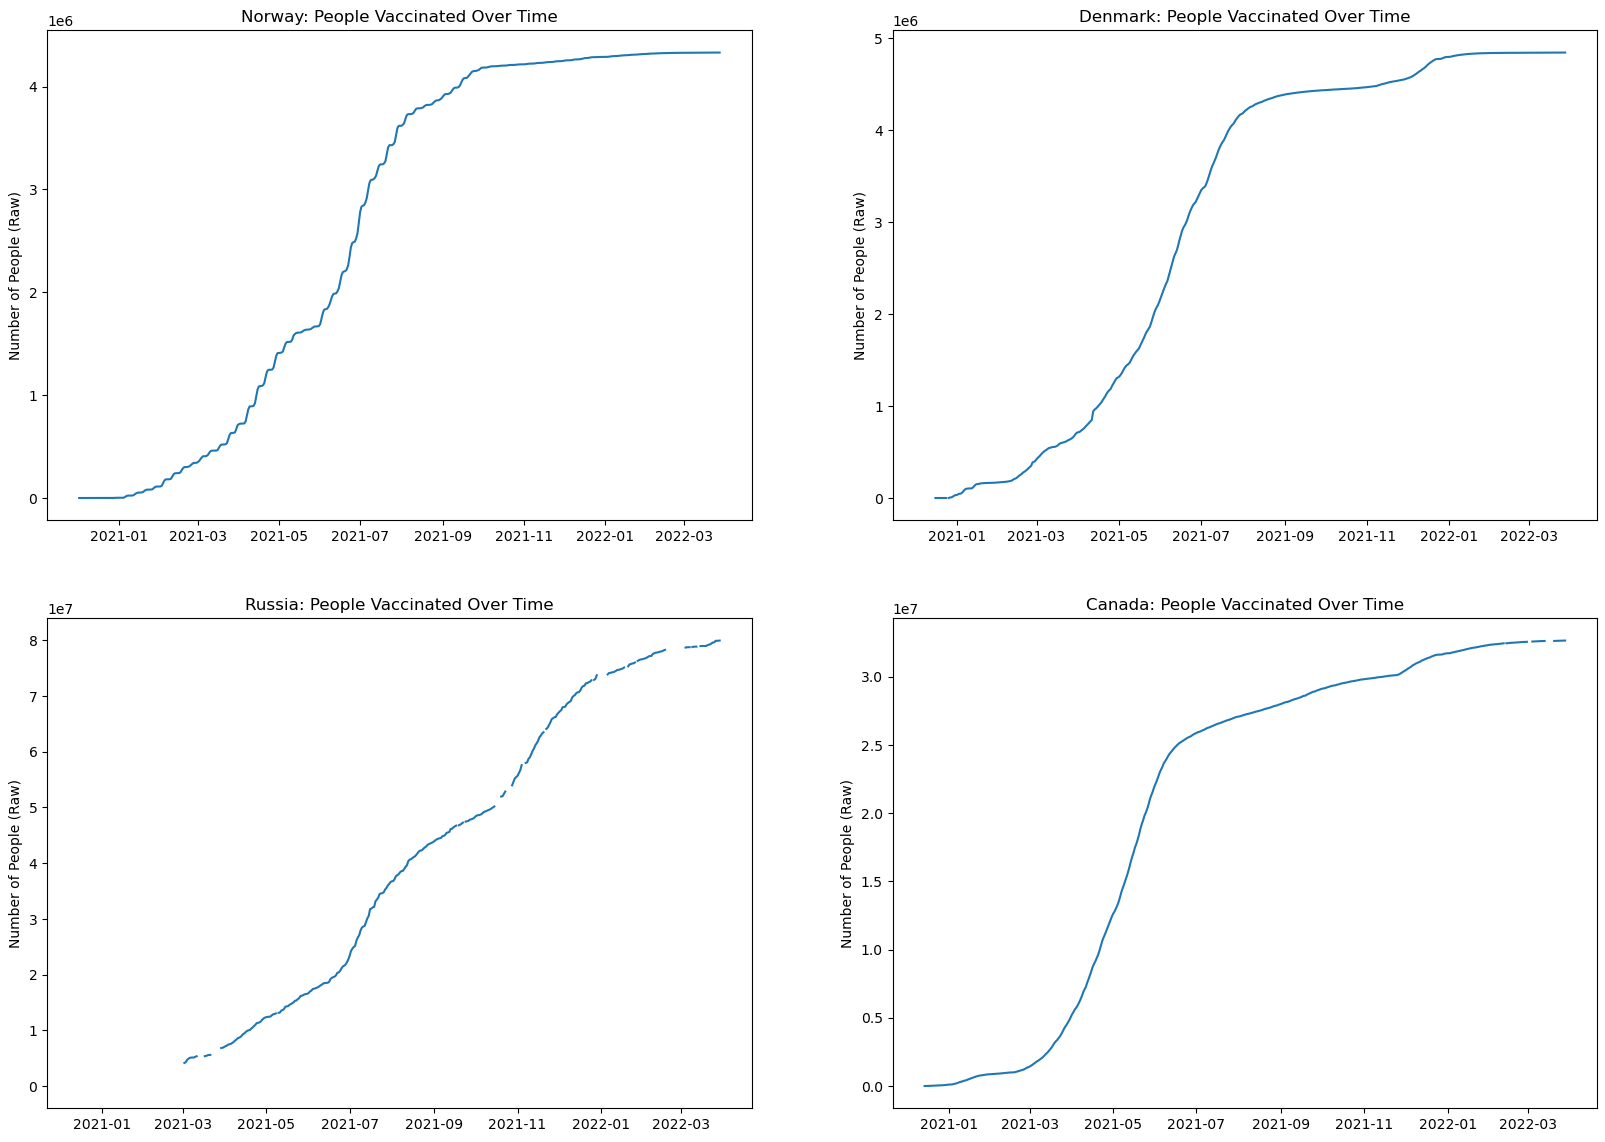 Norway: People Vaccinated Over Time
1e6
Number of People (Raw)
4
3
2
1
0
2021-01 2021-03 2021-05 2021-07 2021-09 2021-11 2022-01 2022-03
Denmark: People Vaccinated Over Time
1e6
Number of People (Raw)
5
4
3
2
1
0
2021-01 2021-03 2021-05 2021-07 2021-09 2021-11 2022-01 2022-03
Russia: People Vaccinated Over Time
1e7
Number of People (Raw)
8
7
6
5
4
3
2
1
0
2021-01 2021-03 2021-05 2021-07 2021-09 2021-11 2022-01 2022-03
Canada: People Vaccinated Over Time
1e7
Number of People (Raw)
3.0
2.5
2.0
1.5
1.0
0.5
0.0
2021-01 2021-03 2021-05 2021-07 2021-09 2021-11 2022-01 2022-03